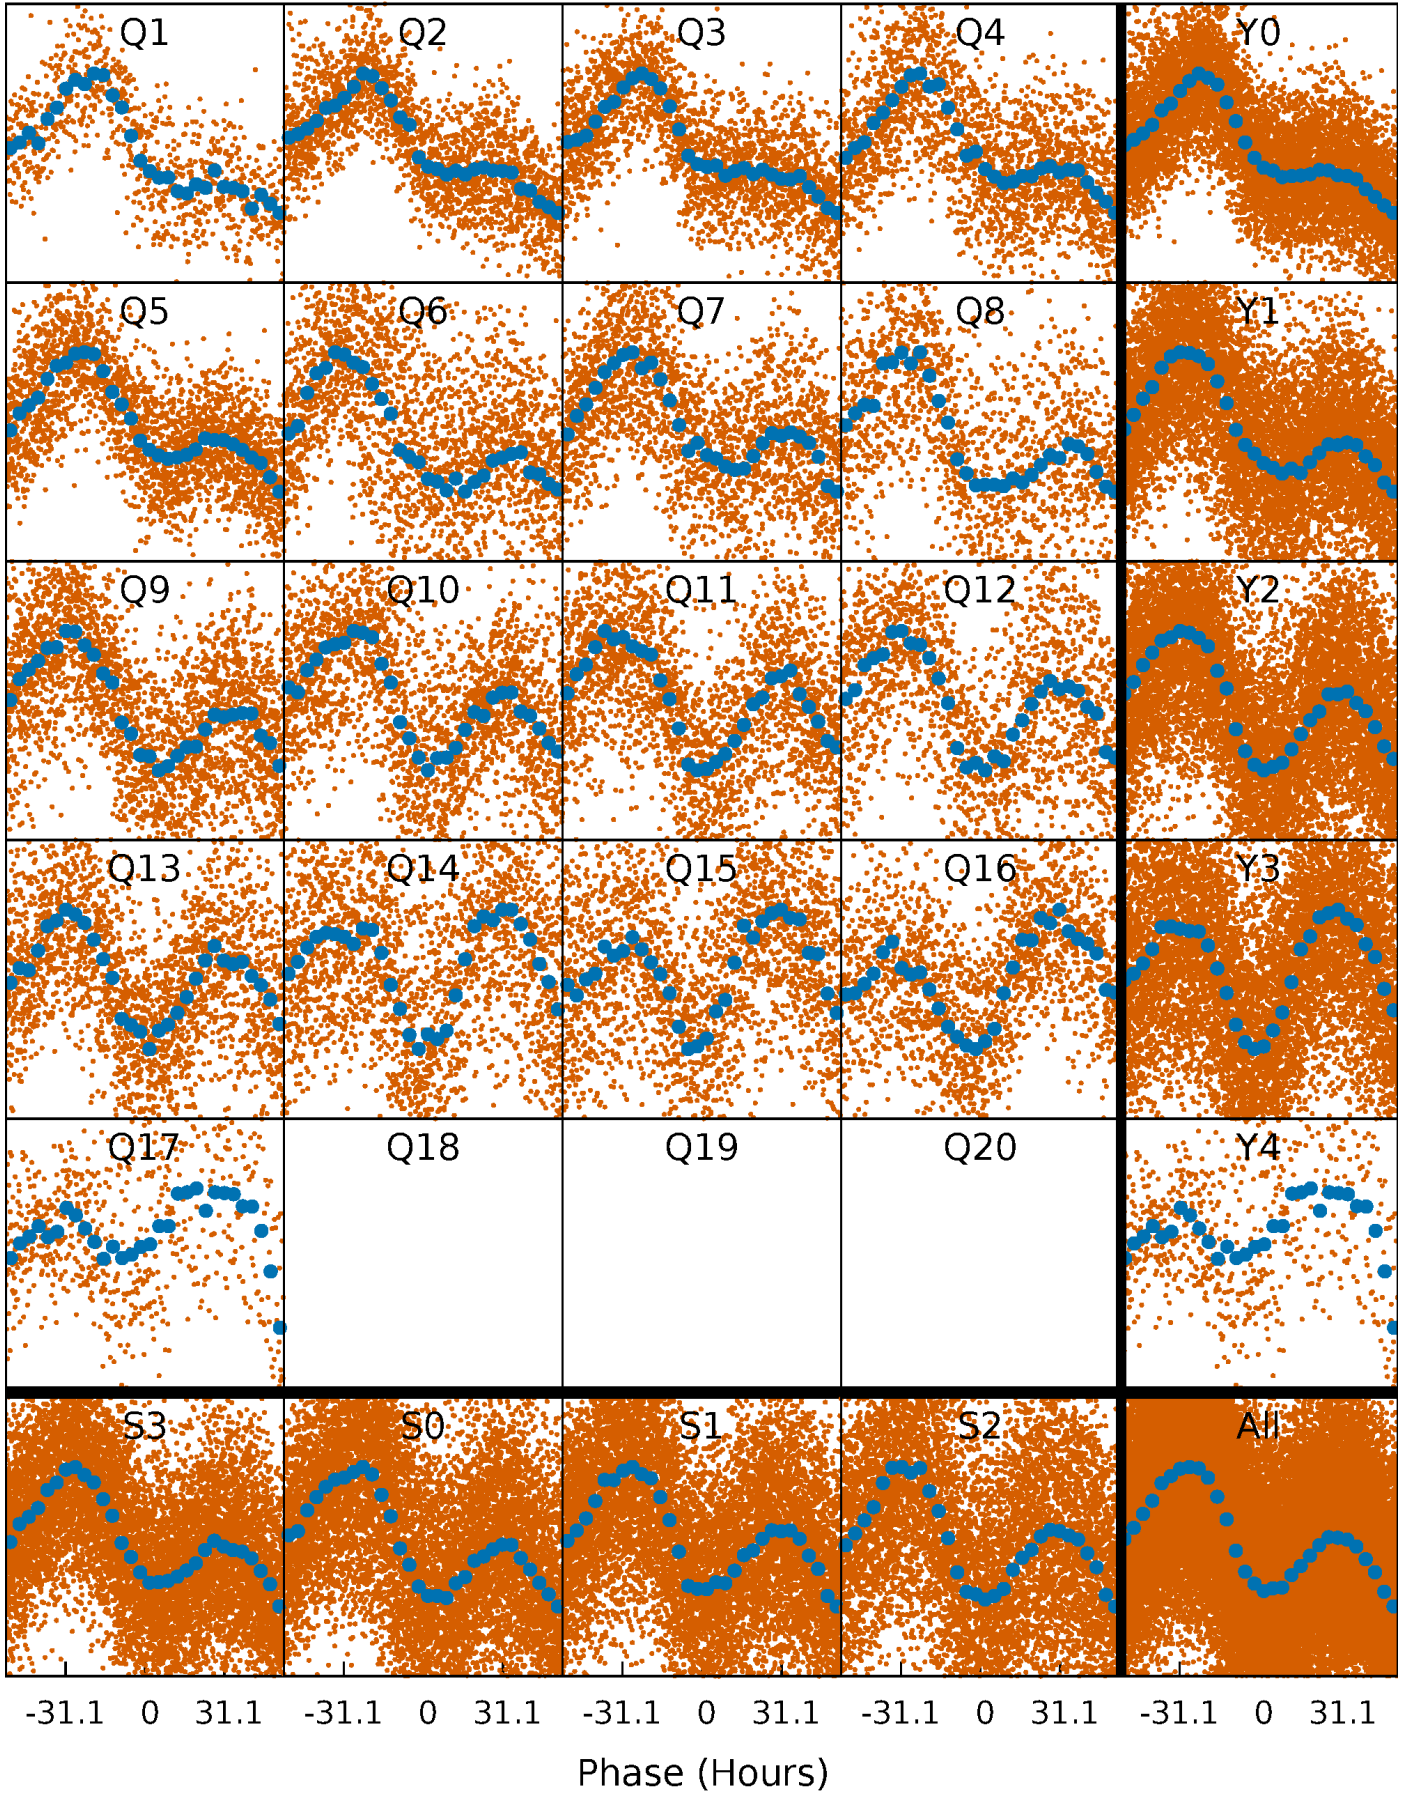 Q1 Q2 Q3 Q4 Y0
Q5 Q6 Q7 Q8 Y1
Q9 Q10 Q11 Q12 Y2
Q13 Q14 Q15 Q16 Y3
Q17 Q18 Q19 Q20 Y4
S3 S0 S1 S2 All
-31.1 0 31.1 -31.1 0 31.1 -31.1 0 31.1 -31.1 0 31.1 -31.1 0 31.1
Phase (Hours)